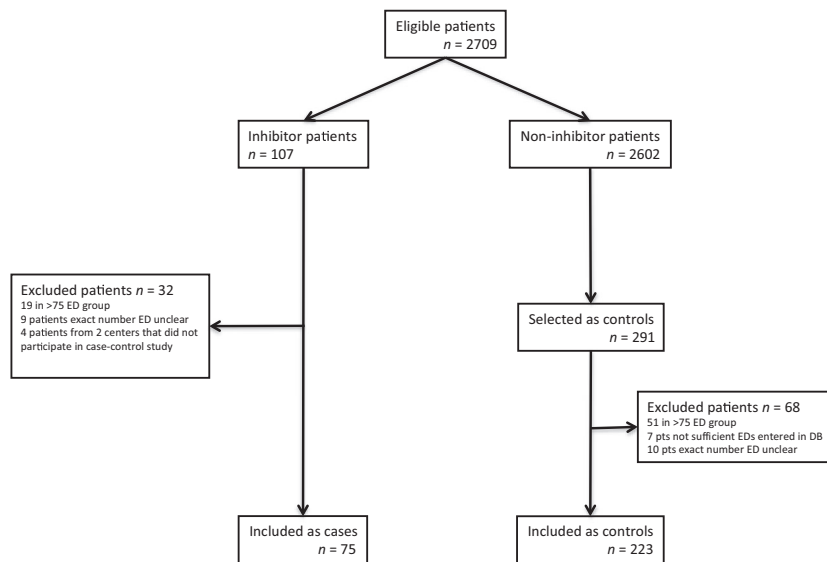 Eligible patients
n = 2709
Inhibitor patients
n = 107
Non-inhibitor patients
n = 2602
Excluded patients n = 32
19 in >75 ED group
9 patients exact number ED unclear
4 patients from 2 centers that did not
participate in case-control study
Selected as controls
n = 291
Excluded patients n = 68
51 in >75 ED group
7 pts not sufficient EDs entered in DB
10 pts exact number ED unclear
Included as cases
n = 75
Included as controls
n = 223